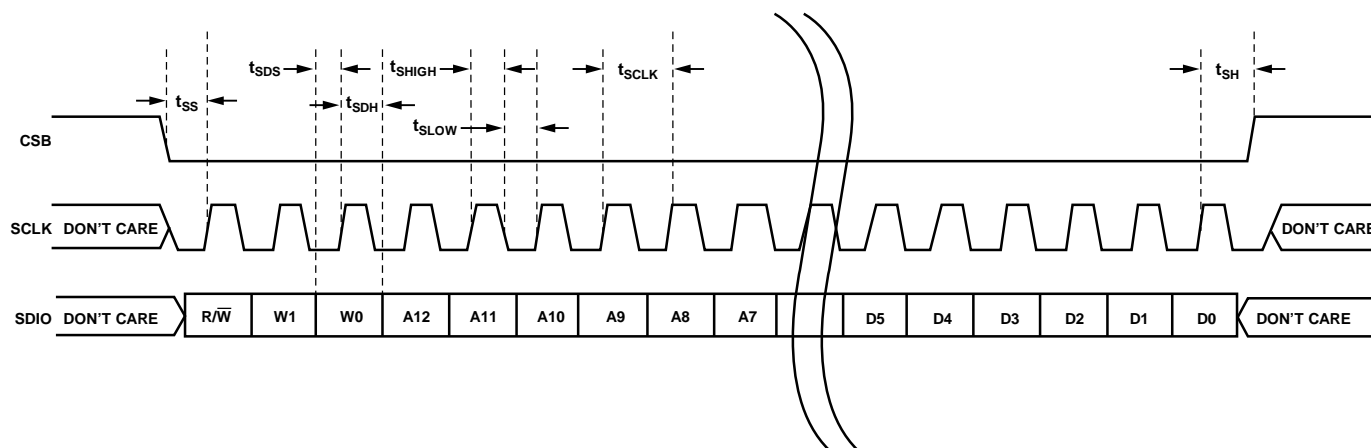 tSDS tSHIGH tSCLK tSH
tSS tSDH
tSLOW
CSB
SCLK DON'T CARE DON'T CARE
SDIO DON'T CARE R/W̅ W1 W0 A12 A11 A10 A9 A8 A7 D5 D4 D3 D2 D1 D0 DON'T CARE